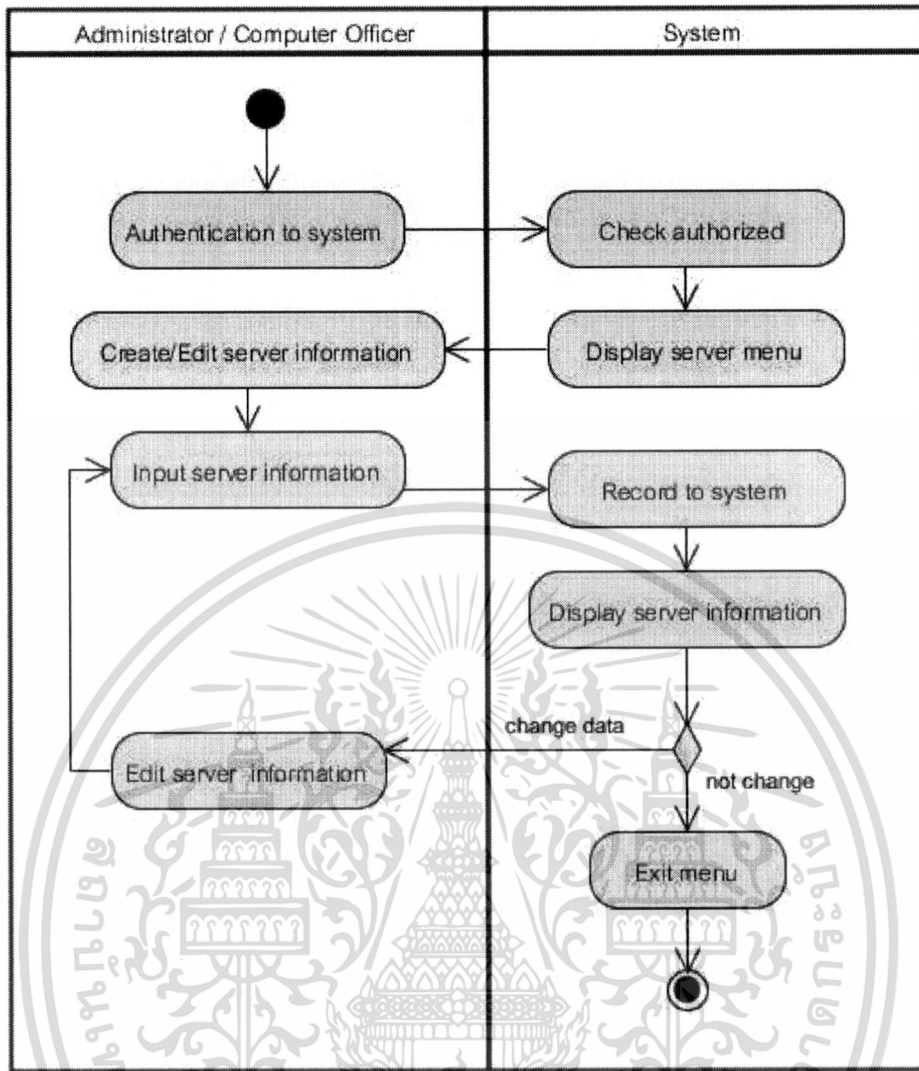 Administrator / Computer Officer
System
Authentication to system
Check authorized
Create/Edit server information
Display server menu
Input server information
Record to system
Display server information
change data
Edit server information
not change
Exit menu